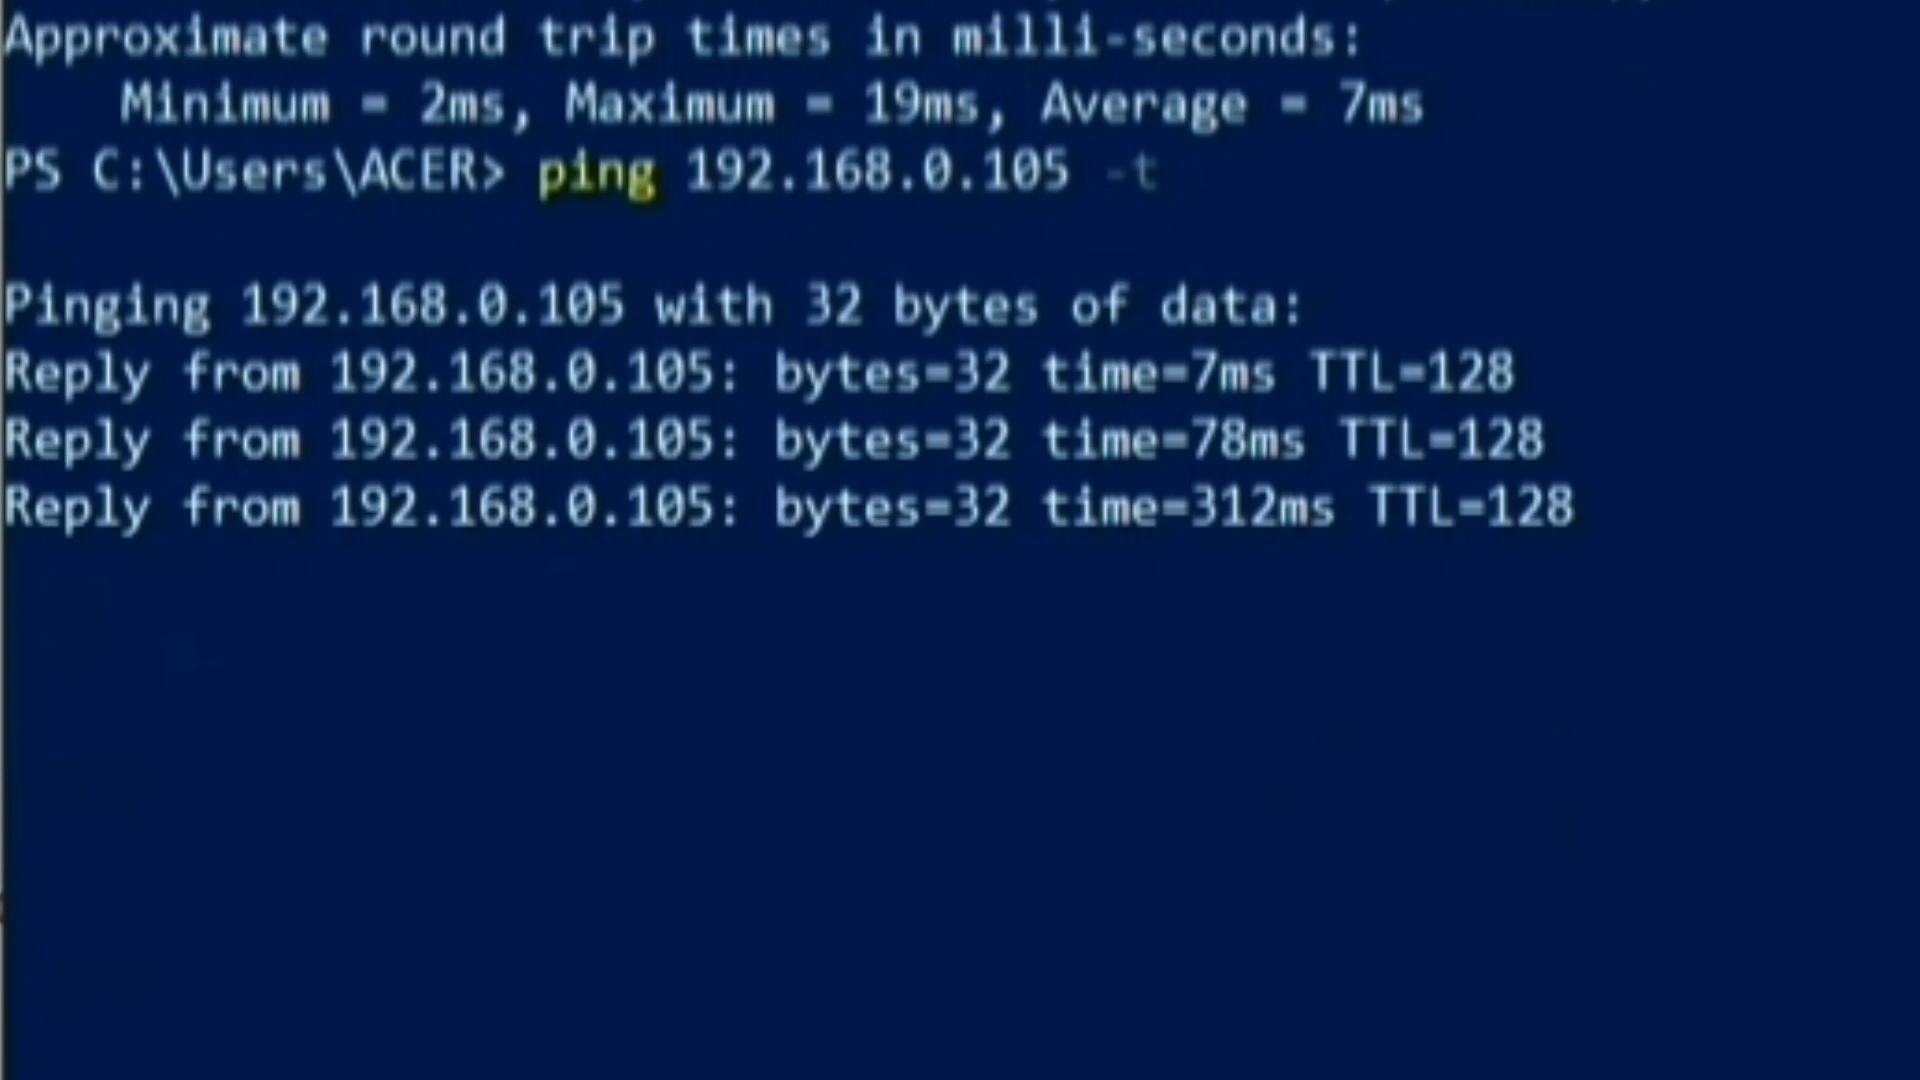 Approximate round trip times in milli-seconds:
    Minimum = 2ms, Maximum = 19ms, Average = 7ms
PS C:\Users\ACER> ping 192.168.0.105 -t

Pinging 192.168.0.105 with 32 bytes of data:
Reply from 192.168.0.105: bytes=32 time=7ms TTL=128
Reply from 192.168.0.105: bytes=32 time=78ms TTL=128
Reply from 192.168.0.105: bytes=32 time=312ms TTL=128